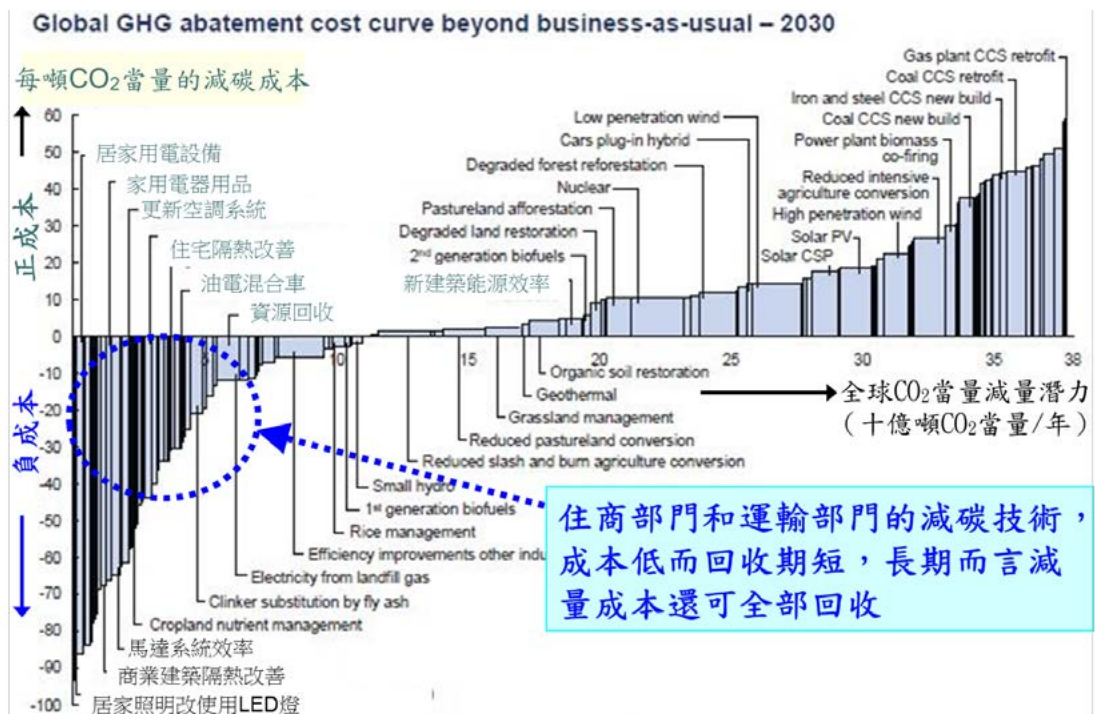 Global GHG abatement cost curve beyond business-as-usual – 2030
每噸CO₂當量的減碳成本
Gas plant CCS retrofit
Coal CCS retrofit
Iron and steel CCS new build
Coal CCS new build
Power plant biomass
co-firing
Reduced intensive
agriculture conversion
High penetration wind
Solar PV
Solar CSP
Low penetration wind
Cars plug-in hybrid
Degraded forest reforestation
Nuclear
Pastureland afforestation
Degraded land restoration
2nd generation biofuels
新建築能源效率
居家用電設備
家用電器用品
更新空調系統
住宅隔熱改善
油電混合車
資源回收
正成本
負成本
60
50
40
30
20
10
0
-10
-20
-30
-40
-50
-60
-70
-80
-90
-100
5
10
15
20
25
30
35
38
全球CO₂當量減量潛力
(十億噸CO₂當量/年)
Organic soil restoration
Geothermal
Grassland management
Reduced pastureland conversion
Reduced slash and burn agriculture conversion
Small hydro
1st generation biofuels
Rice management
Efficiency improvements other indu
Electricity from landfill gas
Clinker substitution by fly ash
Cropland nutrient management
馬達系統效率
商業建築隔熱改善
居家照明改使用LED燈
住商部門和運輸部門的減碳技術，
成本低而回收期短，長期而言減
量成本還可全部回收